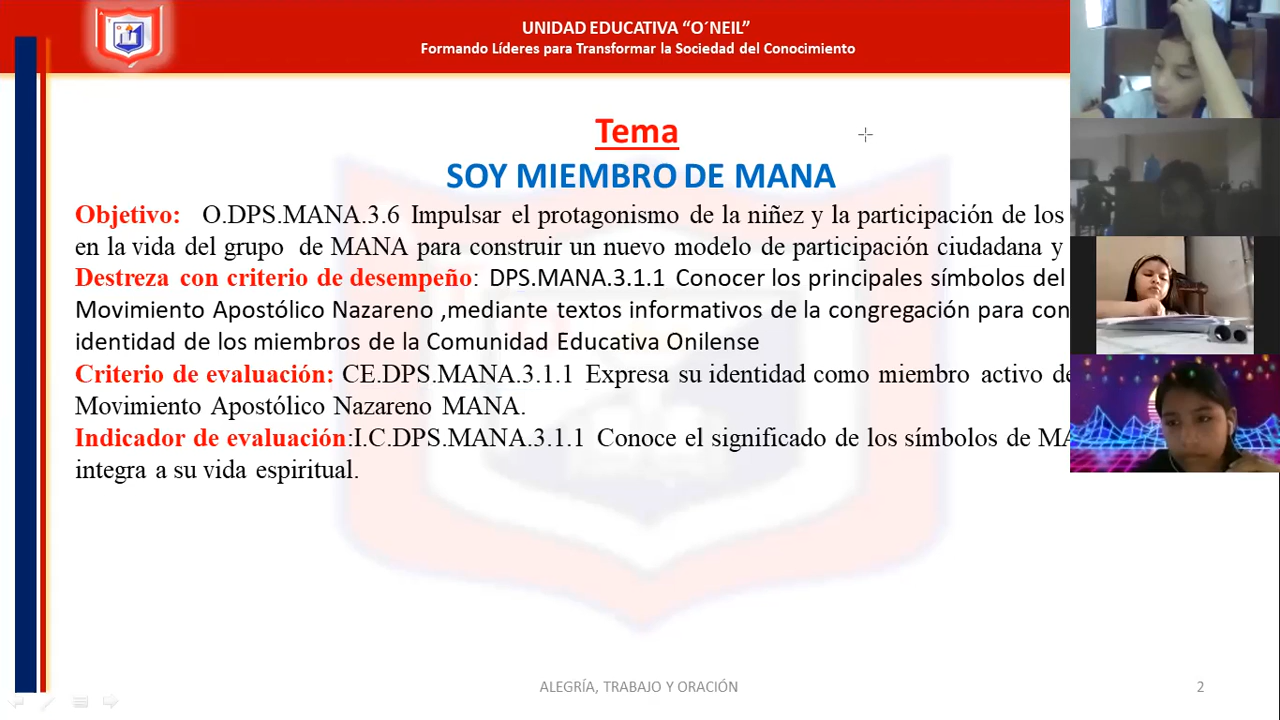 UNIDAD EDUCATIVA “O´NEIL”
Formando Líderes para Transformar la Sociedad del Conocimiento
Tema
SOY MIEMBRO DE MANA
Objetivo: O.DPS.MANA.3.6 Impulsar el protagonismo de la niñez y la participación de los
en la vida del grupo de MANA para construir un nuevo modelo de participación ciudadana y
Destreza con criterio de desempeño: DPS.MANA.3.1.1 Conocer los principales símbolos del
Movimiento Apostólico Nazareno ,mediante textos informativos de la congregación para con
identidad de los miembros de la Comunidad Educativa Onilense
Criterio de evaluación: CE.DPS.MANA.3.1.1 Expresa su identidad como miembro activo de
Movimiento Apostólico Nazareno MANA.
Indicador de evaluación:I.C.DPS.MANA.3.1.1 Conoce el significado de los símbolos de
integra a su vida espiritual.
ALEGRÍA, TRABAJO Y ORACIÓN
2